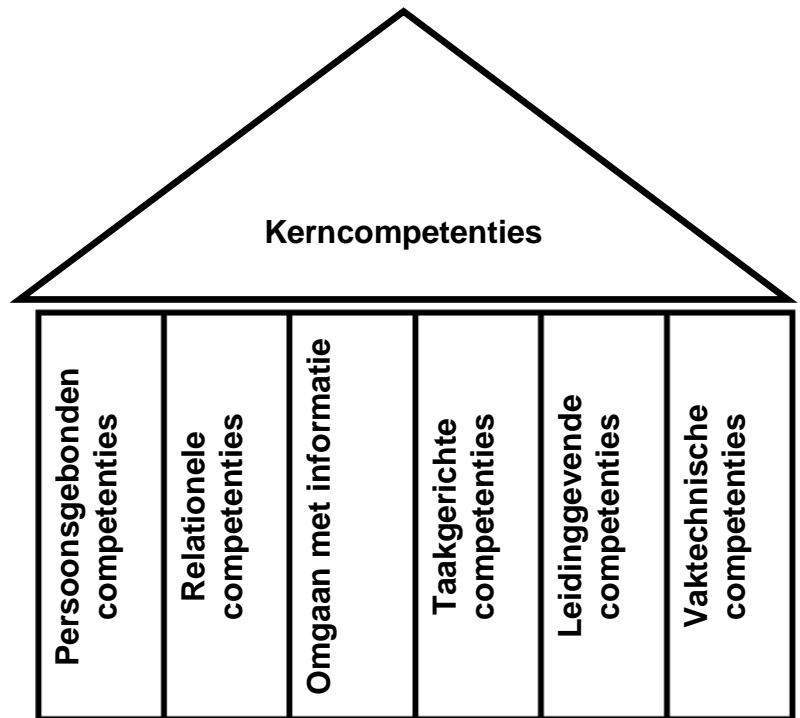 Kerncompetenties
Persoonsgebonden
competenties
Relationele
competenties
Omgaan met informatie
Taakgerichte
competenties
Leidinggevende
competenties
Vaktechnische
competenties